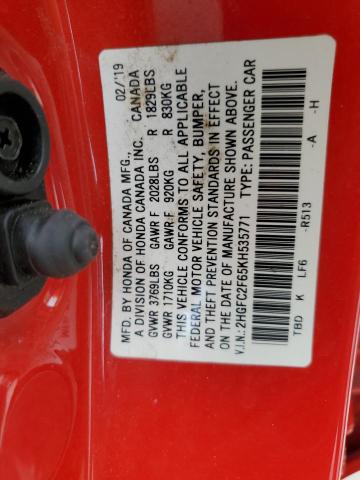 MFD. BY HONDA OF CANADA MFG., 02/'19
A DIVISION OF HONDA CANADA INC. CANADA
GVWR 3769LBS GAWR F 2028LBS R 1829LBS
GVWR 1710KG GAWR F 920KG R 830KG
THIS VEHICLE CONFORMS TO ALL APPLICABLE
FEDERAL MOTOR VEHICLE SAFETY, BUMPER,
AND THEFT PREVENTION STANDARDS IN EFFECT
ON THE DATE OF MANUFACTURE SHOWN ABOVE.
V.I.N.: 2HGFC2F65KH535771 TYPE: PASSENGER CAR
TBD K LF6 -A -H
-R513